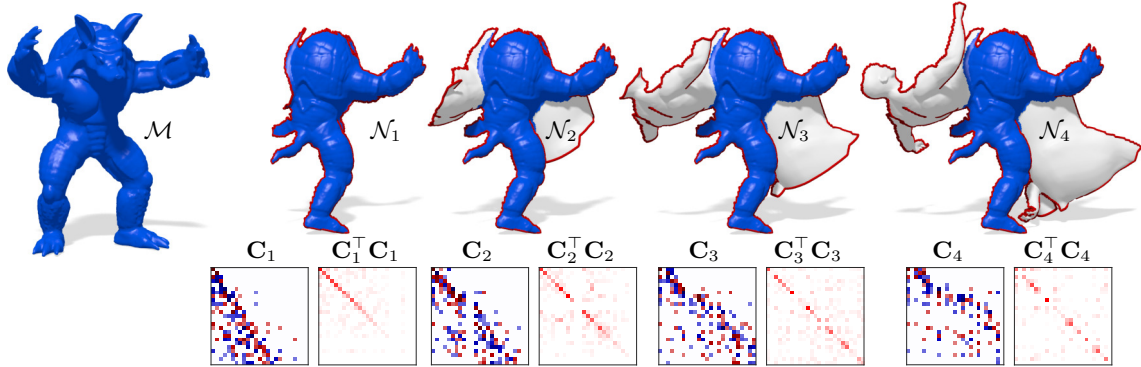 𝓜 𝓝₁ 𝓝₂ 𝓝₃ 𝓝₄
C₁ C₁⊤C₁ C₂ C₂⊤C₂ C₃ C₃⊤C₃ C₄ C₄⊤C₄